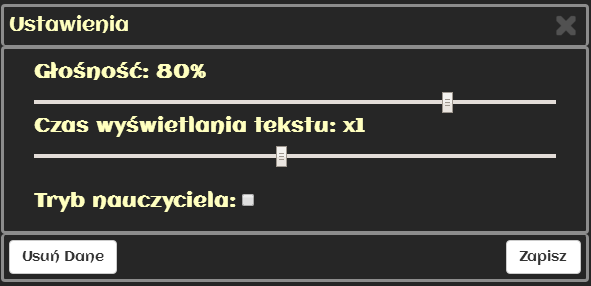 Ustawienia
Głośność: 80%
Czas wyświetlania tekstu: x1
Tryb nauczyciela:
Usuń Dane
Zapisz